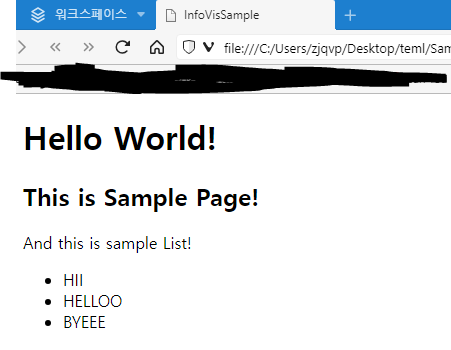 워크스페이스
InfoVisSample
file:///C:/Users/zjqvp/Desktop/teml/Sam
Hello World!
This is Sample Page!
And this is sample List!
HII
HELLOO
BYEEE